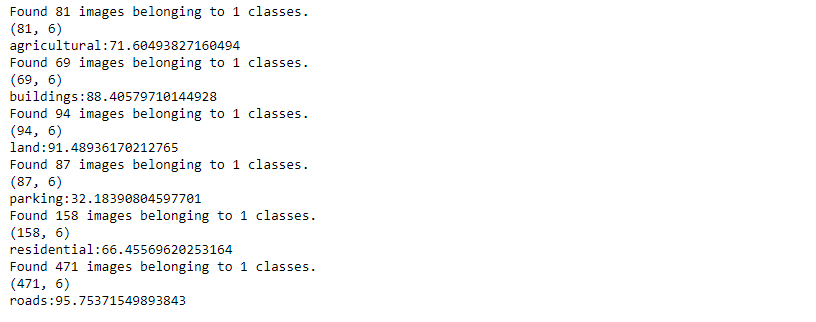 Found 81 images belonging to 1 classes.
(81, 6)
agricultural:71.60493827160494
Found 69 images belonging to 1 classes.
(69, 6)
buildings:88.40579710144928
Found 94 images belonging to 1 classes.
(94, 6)
land:91.48936170212765
Found 87 images belonging to 1 classes.
(87, 6)
parking:32.18390804597701
Found 158 images belonging to 1 classes.
(158, 6)
residential:66.45569620253164
Found 471 images belonging to 1 classes.
(471, 6)
roads:95.75371549893843